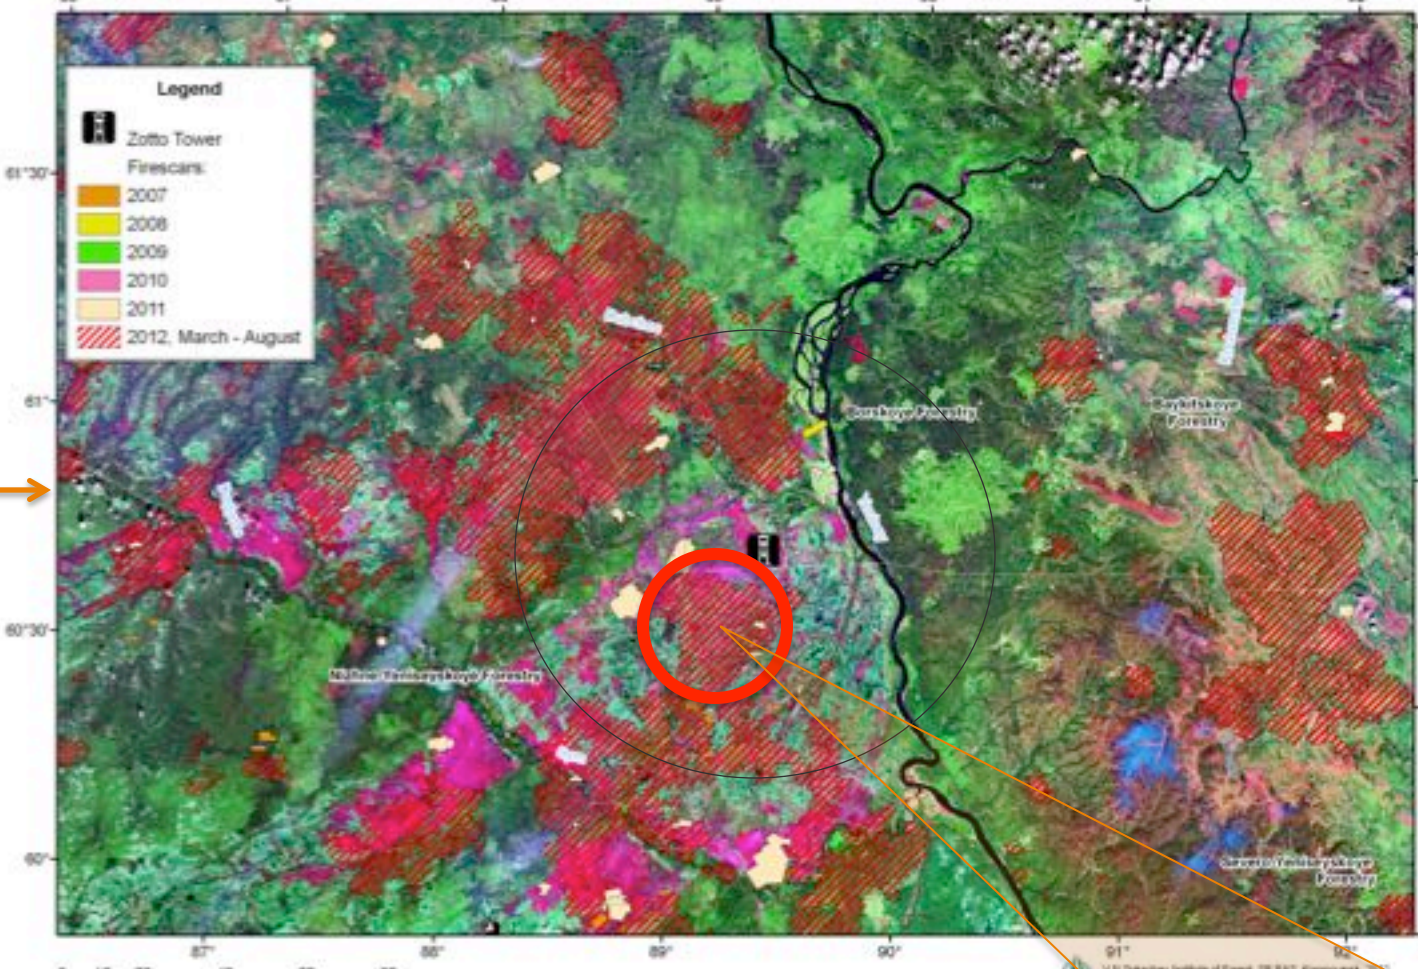 Legend
Zotto Tower
Firescars:
2007
2008
2009
2010
2011
2012, March - August
61°30'
61°
60°30'
60°
Borskoye Forestry
Baykitskoye
Forestry
Nizhne-Yeniseyskoye Forestry
Severo-Yeniseyskoye
Forestry
87°
88°
89°
90°
91°
92°